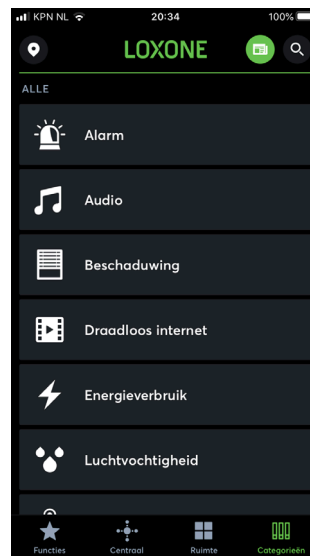 KPN NL 20:34 100%
LOXONE
ALLE
Alarm
Audio
Beschaduwing
Draadloos internet
Energieverbruik
Luchtvochtigheid
Functies Centraal Ruimte Categorieën